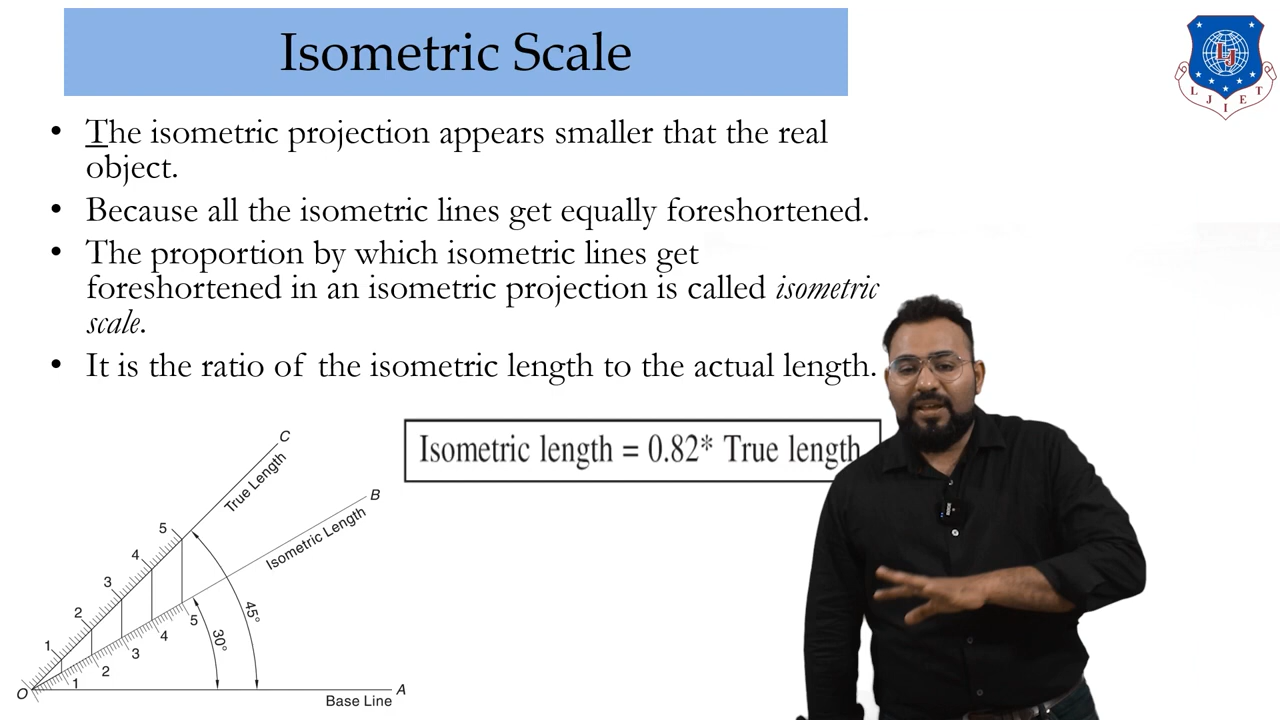 Isometric Scale
LJ
L J I E T
• The isometric projection appears smaller that the real
object.
• Because all the isometric lines get equally foreshortened.
• The proportion by which isometric lines get
foreshortened in an isometric projection is called isometric
scale.
• It is the ratio of the isometric length to the actual length.
Isometric length = 0.82* True length
C
True Length
B
Isometric Length
5
4
3
2
1
45°
30°
5
4
3
2
1
O
A
Base Line